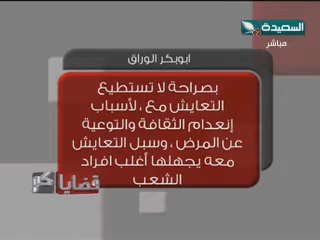 السعيدة
مباشر
ابوبكر الوراق
بصراحة لا تستطيع
التعايش مع ، لأسباب
إنعدام الثقافة والتوعية
عن المرض ، وسبل التعايش
معه يجهلها أغلب افراد
الشعب
قضايا